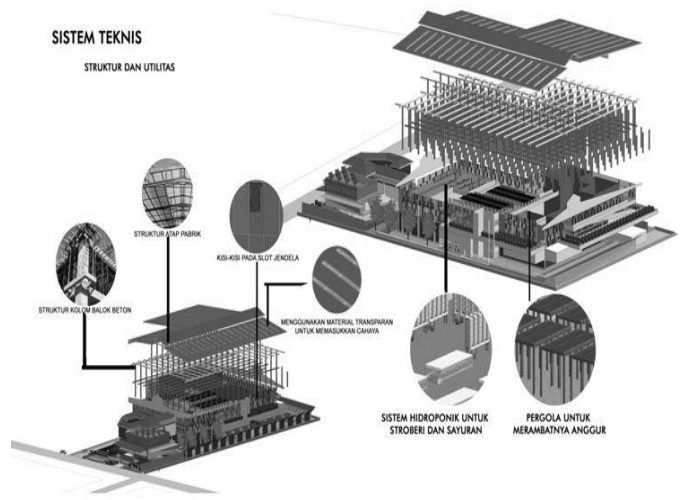 SISTEM TEKNIS
STRUKTUR DAN UTILITAS
STRUKTUR ATAP PABRIK
KISI-KISI PADA SLOT JENDELA
STRUKTUR KOLOM BALOK BETON
MENGGUNAKAN MATERIAL TRANSPARAN
UNTUK MEMASUKKAN CAHAYA
SISTEM HIDROPONIK UNTUK
STROBERI DAN SAYURAN
PERGOLA UNTUK
MERAMBATNYA ANGGUR